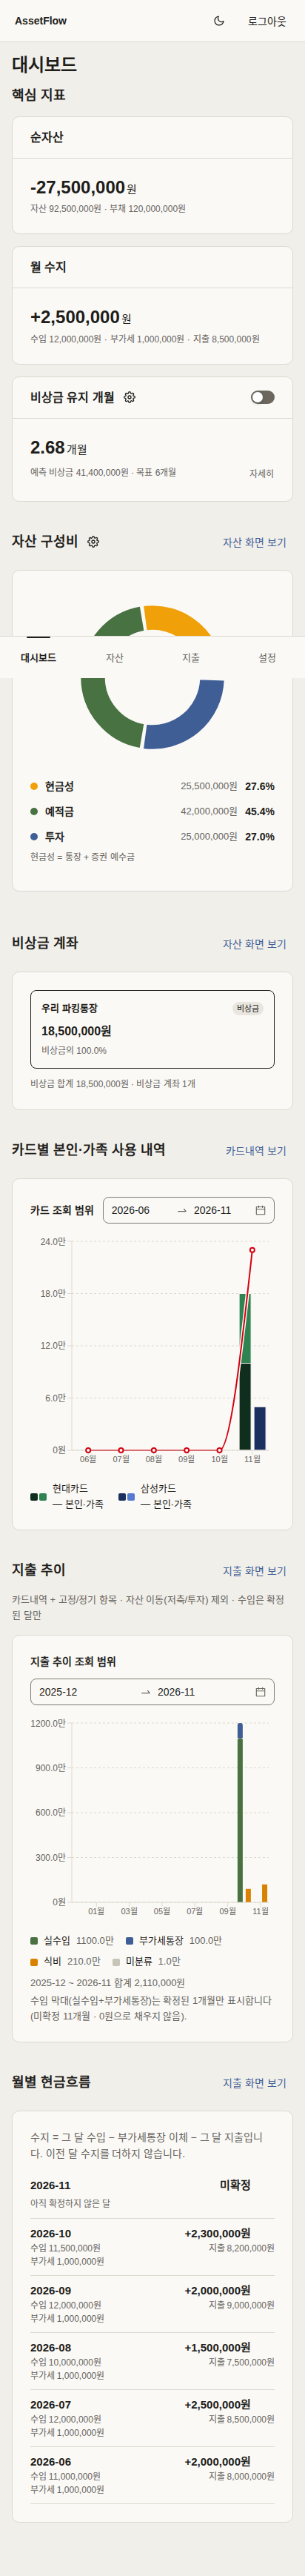 AssetFlow
로그아웃
대시보드
핵심 지표
순자산
-27,500,000원
자산 92,500,000원 · 부채 120,000,000원
월 수지
+2,500,000원
수입 12,000,000원 · 부가세 1,000,000원 · 지출 8,500,000원
비상금 유지 개월
2.68개월
예측 비상금 41,400,000원 · 목표 6개월
자세히
자산 구성비
자산 화면 보기
대시보드
자산
지출
설정
현금성
25,500,000원 27.6%
예적금
42,000,000원 45.4%
투자
25,000,000원 27.0%
현금성 = 통장 + 증권 예수금
비상금 계좌
자산 화면 보기
우리 파킹통장
비상금
18,500,000원
비상금의 100.0%
비상금 합계 18,500,000원 · 비상금 계좌 1개
카드별 본인·가족 사용 내역
카드내역 보기
카드 조회 범위
2026-06
2026-11
24.0만
18.0만
12.0만
6.0만
0원
06월
07월
08월
09월
10월
11월
현대카드
— 본인·가족
삼성카드
— 본인·가족
지출 추이
지출 화면 보기
카드내역 + 고정/정기 항목 · 자산 이동(저축/투자) 제외 · 수입은 확정
된 달만
지출 추이 조회 범위
2025-12
2026-11
1200.0만
900.0만
600.0만
300.0만
0원
01월
03월
05월
07월
09월
11월
실수입 1100.0만
부가세통장 100.0만
식비 210.0만
미분류 1.0만
2025-12 ~ 2026-11 합계 2,110,000원
수입 막대(실수입+부가세통장)는 확정된 1개월만 표시합니다
(미확정 11개월 · 0원으로 채우지 않음).
월별 현금흐름
지출 화면 보기
수지 = 그 달 수입 − 부가세통장 이체 − 그 달 지출입니
다. 이전 달 수지를 더하지 않습니다.
2026-11
미확정
아직 확정하지 않은 달
2026-10
+2,300,000원
수입 11,500,000원
지출 8,200,000원
부가세 1,000,000원
2026-09
+2,000,000원
수입 12,000,000원
지출 9,000,000원
부가세 1,000,000원
2026-08
+1,500,000원
수입 10,000,000원
지출 7,500,000원
부가세 1,000,000원
2026-07
+2,500,000원
수입 12,000,000원
지출 8,500,000원
부가세 1,000,000원
2026-06
+2,000,000원
수입 11,000,000원
지출 8,000,000원
부가세 1,000,000원